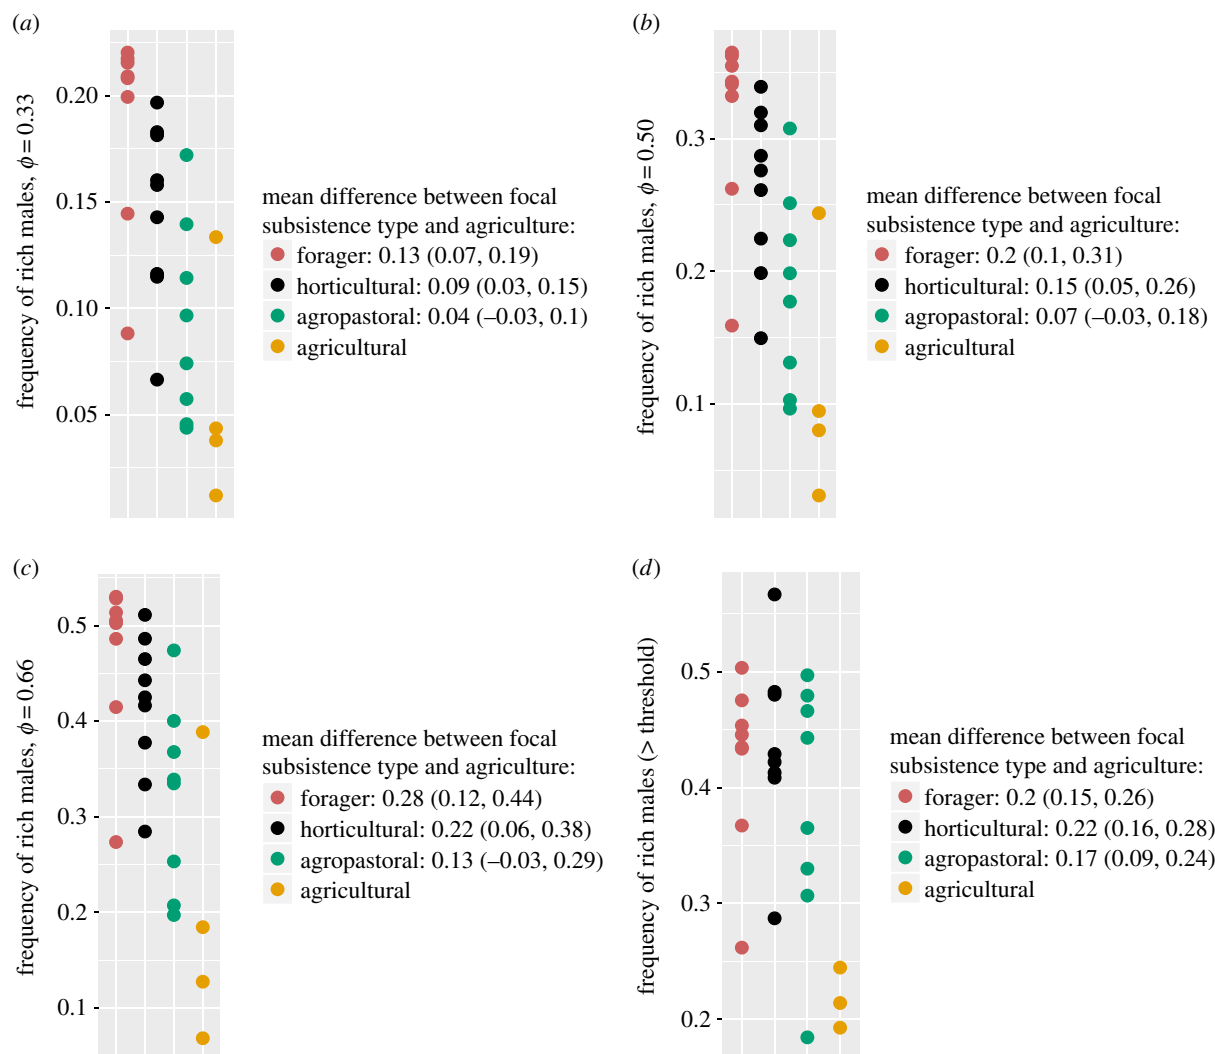 (a)
frequency of rich males, ϕ = 0.33
0.20
0.15
0.10
0.05
mean difference between focal
subsistence type and agriculture:
forager: 0.13 (0.07, 0.19)
horticultural: 0.09 (0.03, 0.15)
agropastoral: 0.04 (–0.03, 0.1)
agricultural
(b)
frequency of rich males, ϕ = 0.50
0.3
0.2
0.1
mean difference between focal
subsistence type and agriculture:
forager: 0.2 (0.1, 0.31)
horticultural: 0.15 (0.05, 0.26)
agropastoral: 0.07 (–0.03, 0.18)
agricultural
(c)
frequency of rich males, ϕ = 0.66
0.5
0.4
0.3
0.2
0.1
mean difference between focal
subsistence type and agriculture:
forager: 0.28 (0.12, 0.44)
horticultural: 0.22 (0.06, 0.38)
agropastoral: 0.13 (–0.03, 0.29)
agricultural
(d)
frequency of rich males (> threshold)
0.5
0.4
0.3
0.2
mean difference between focal
subsistence type and agriculture:
forager: 0.2 (0.15, 0.26)
horticultural: 0.22 (0.16, 0.28)
agropastoral: 0.17 (0.09, 0.24)
agricultural